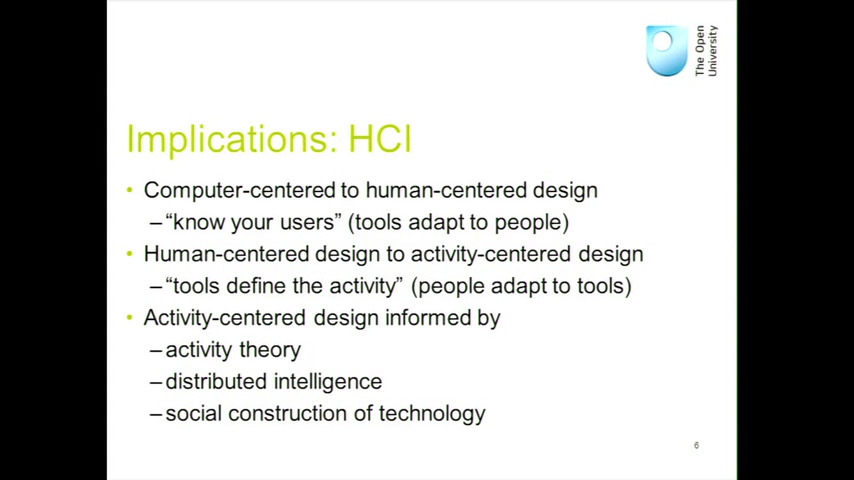 The Open
University
Implications: HCI
• Computer-centered to human-centered design
–“know your users” (tools adapt to people)
• Human-centered design to activity-centered design
–“tools define the activity” (people adapt to tools)
• Activity-centered design informed by
–activity theory
–distributed intelligence
–social construction of technology
6